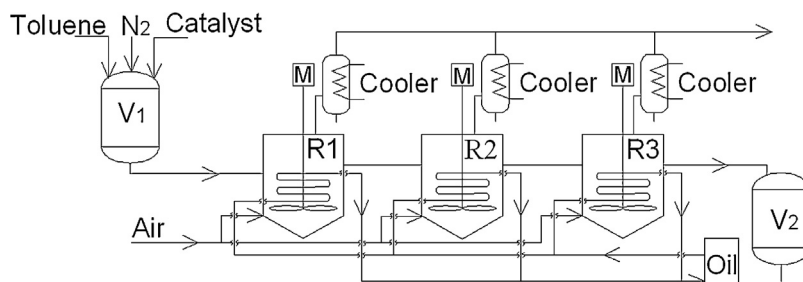 Toluene N2 Catalyst
V1
M Cooler M Cooler M Cooler
R1 R2 R3
Air
V2
Oil